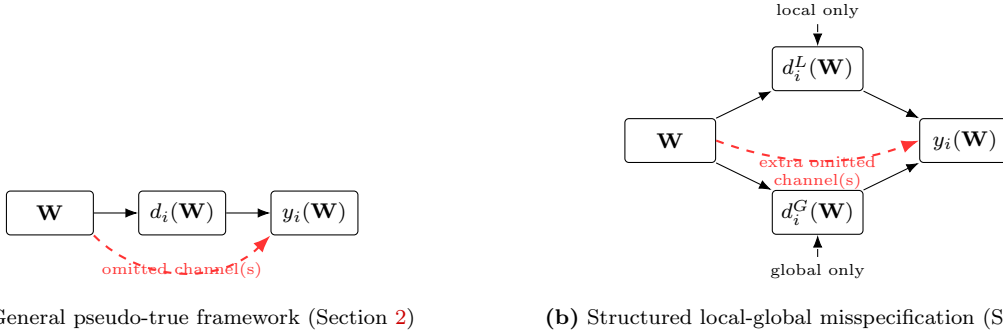 W
d_i(W)
y_i(W)
omitted channel(s)
General pseudo-true framework (Section 2)
local only
d_i^L(W)
W
y_i(W)
extra omitted
channel(s)
d_i^G(W)
global only
(b) Structured local-global misspecification (S